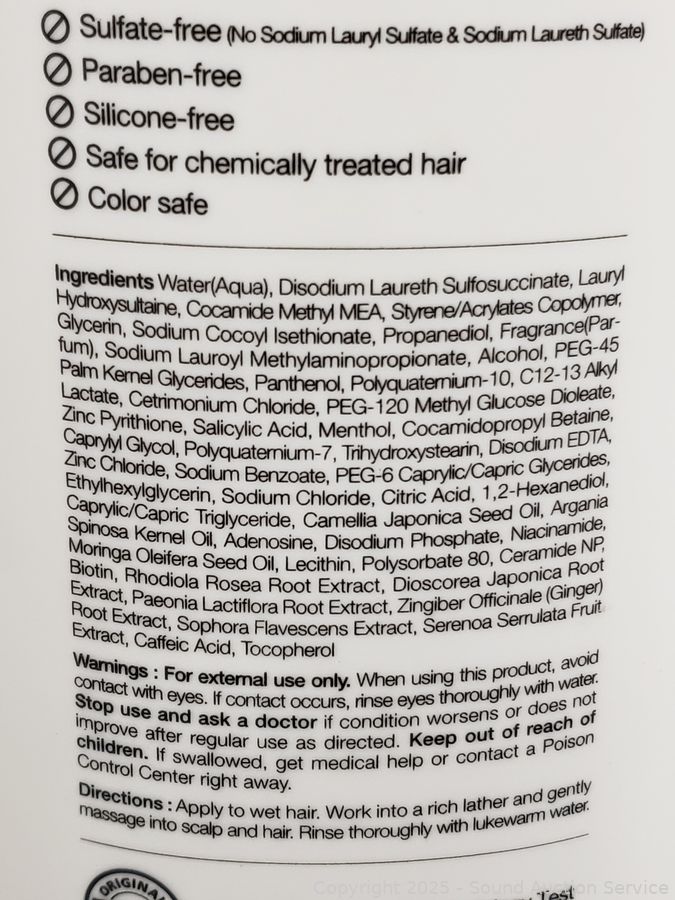 Sulfate-free (No Sodium Lauryl Sulfate & Sodium Laureth Sulfate)
Paraben-free
Silicone-free
Safe for chemically treated hair
Color safe
Ingredients Water(Aqua), Disodium Laureth Sulfosuccinate, Lauryl
Hydroxysultaine, Cocamide Methyl MEA, Styrene/Acrylates Copolymer,
Glycerin, Sodium Cocoyl Isethionate, Propanediol, Fragrance(Par-
fum), Sodium Lauroyl Methylaminopropionate, Alcohol, PEG-45
Palm Kernel Glycerides, Panthenol, Polyquaternium-10, C12-13 Alkyl
Lactate, Cetrimonium Chloride, PEG-120 Methyl Glucose Dioleate,
Zinc Pyrithione, Salicylic Acid, Menthol, Cocamidopropyl Betaine,
Caprylyl Glycol, Polyquaternium-7, Trihydroxystearin, Disodium EDTA,
Zinc Chloride, Sodium Benzoate, PEG-6 Caprylic/Capric Glycerides,
Ethylhexylglycerin, Sodium Chloride, Citric Acid, 1,2-Hexanediol,
Caprylic/Capric Triglyceride, Camellia Japonica Seed Oil, Argania
Spinosa Kernel Oil, Adenosine, Disodium Phosphate, Niacinamide,
Moringa Oleifera Seed Oil, Lecithin, Polysorbate 80, Ceramide NP,
Biotin, Rhodiola Rosea Root Extract, Dioscorea Japonica Root
Extract, Paeonia Lactiflora Root Extract, Zingiber Officinale (Ginger)
Root Extract, Sophora Flavescens Extract, Serenoa Serrulata Fruit
Extract, Caffeic Acid, Tocopherol
Warnings : For external use only. When using this product, avoid
contact with eyes. If contact occurs, rinse eyes thoroughly with water.
Stop use and ask a doctor if condition worsens or does not
improve after regular use as directed. Keep out of reach of
children. If swallowed, get medical help or contact a Poison
Control Center right away.
Directions : Apply to wet hair. Work into a rich lather and gently
massage into scalp and hair. Rinse thoroughly with lukewarm water.
ORIGINAL
Test
Copyright 2025 - Sound Auction Service